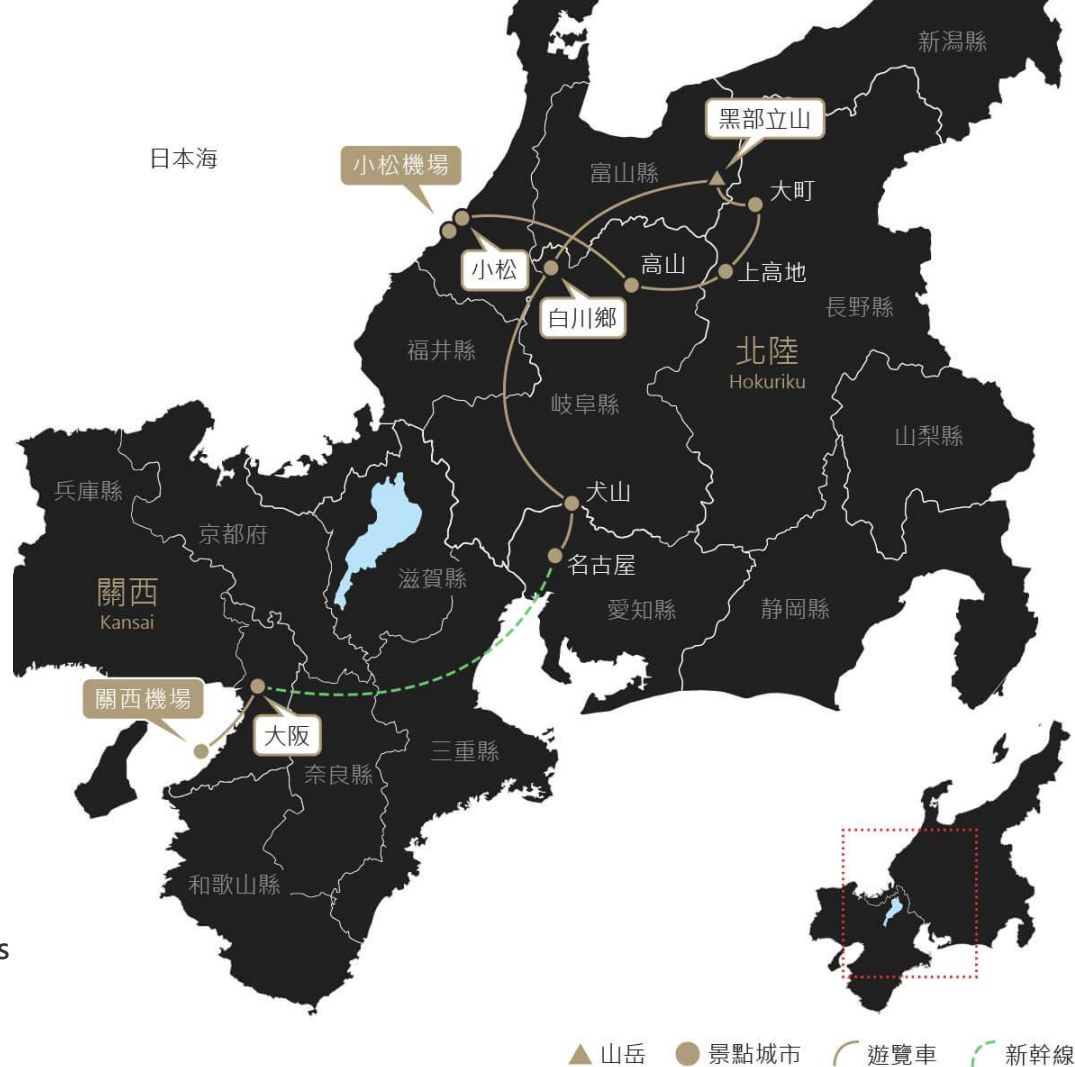 新潟縣
黑部立山
日本海
小松機場
富山縣
大町
小松
高山
上高地
白川鄉
長野縣
福井縣
北陸
Hokuriku
岐阜縣
山梨縣
兵庫縣
犬山
京都府
名古屋
滋賀縣
關西
Kansai
愛知縣
静岡縣
關西機場
大阪
三重縣
奈良縣
和歌山縣
s
山岳
景點城市
遊覽車
新幹線